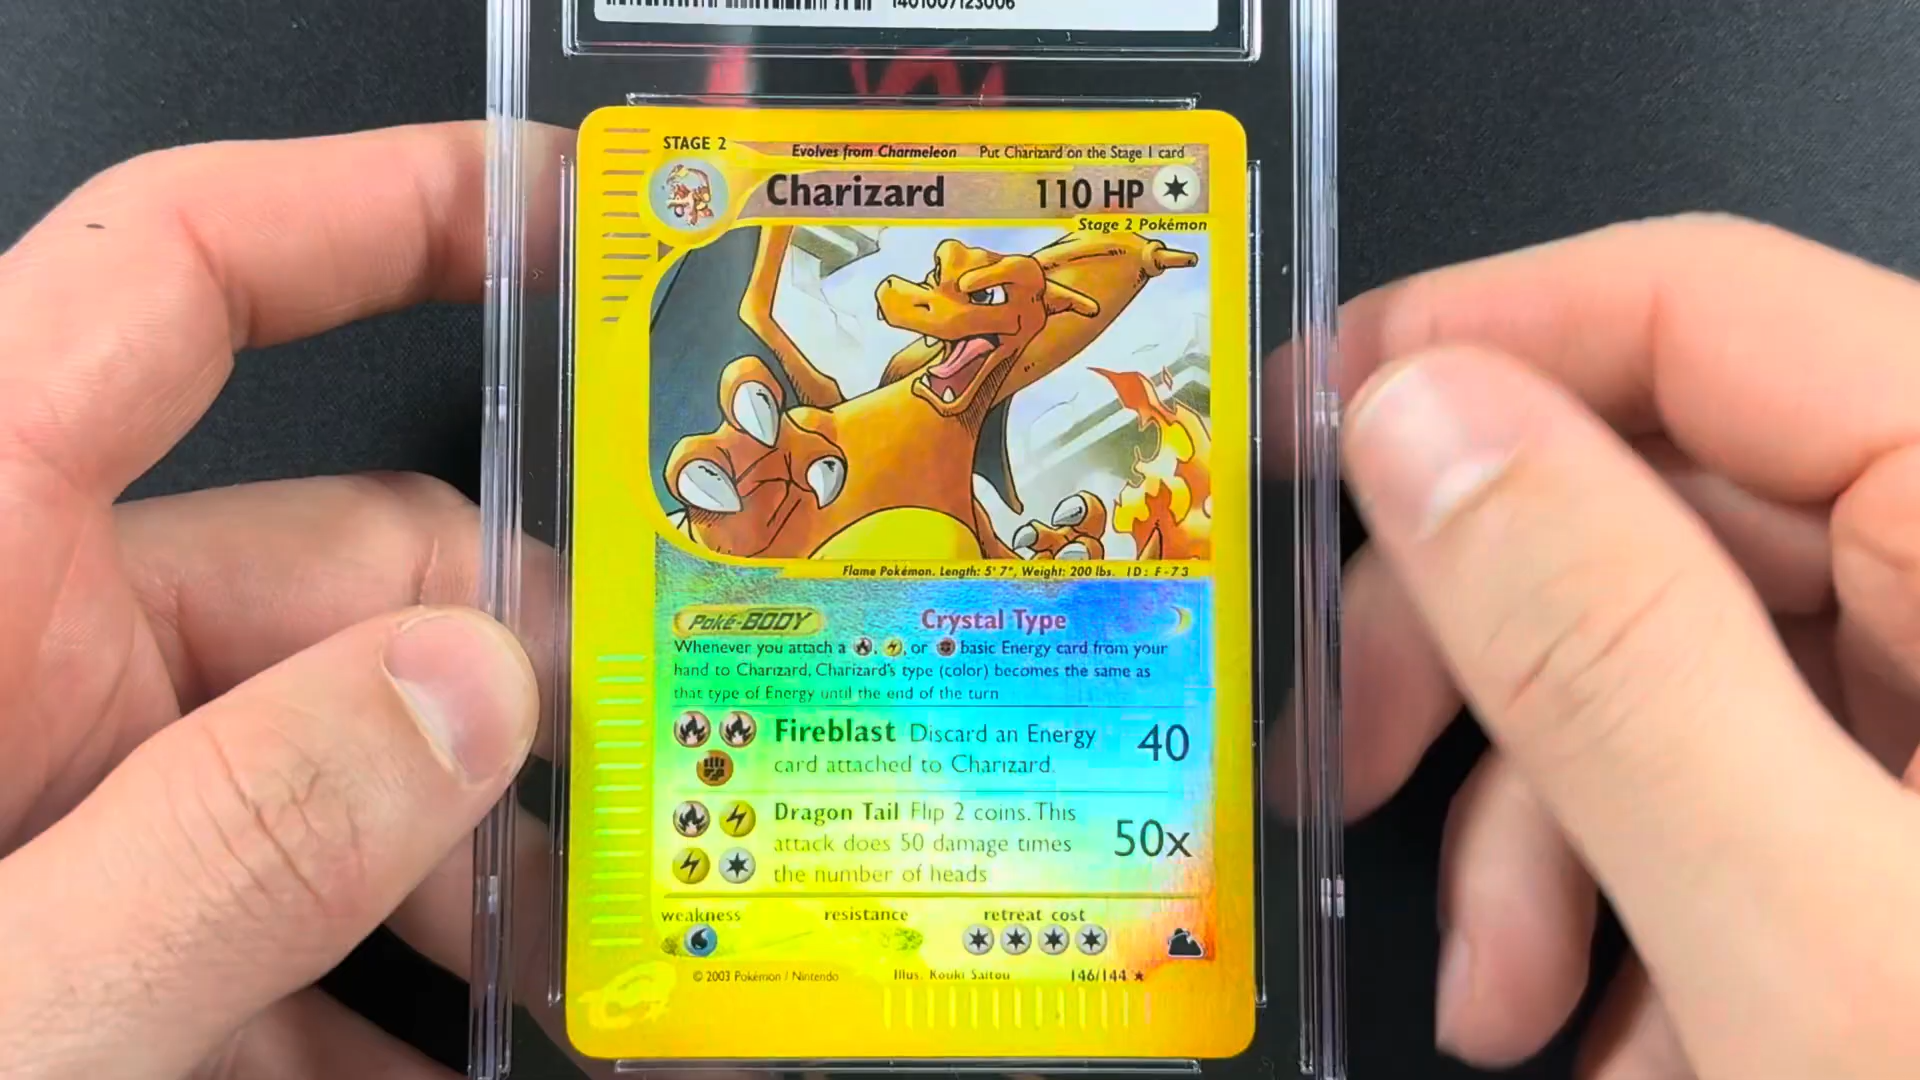 1401007123006
STAGE 2
Evolves from Charmeleon Put Charizard on the Stage 1 card
Charizard 110 HP
Stage 2 Pokémon
Flame Pokémon. Length: 5' 7", Weight: 200 lbs. ID: F-73
Poké-BODY Crystal Type
Whenever you attach a , , or basic Energy card from your
hand to Charizard, Charizard's type (color) becomes the same as
that type of Energy until the end of the turn
Fireblast Discard an Energy 40
card attached to Charizard.
Dragon Tail Flip 2 coins. This
attack does 50 damage times 50x
the number of heads
weakness resistance retreat cost
© 2003 Pokémon / Nintendo Illus. Kouki Saitou 146/144